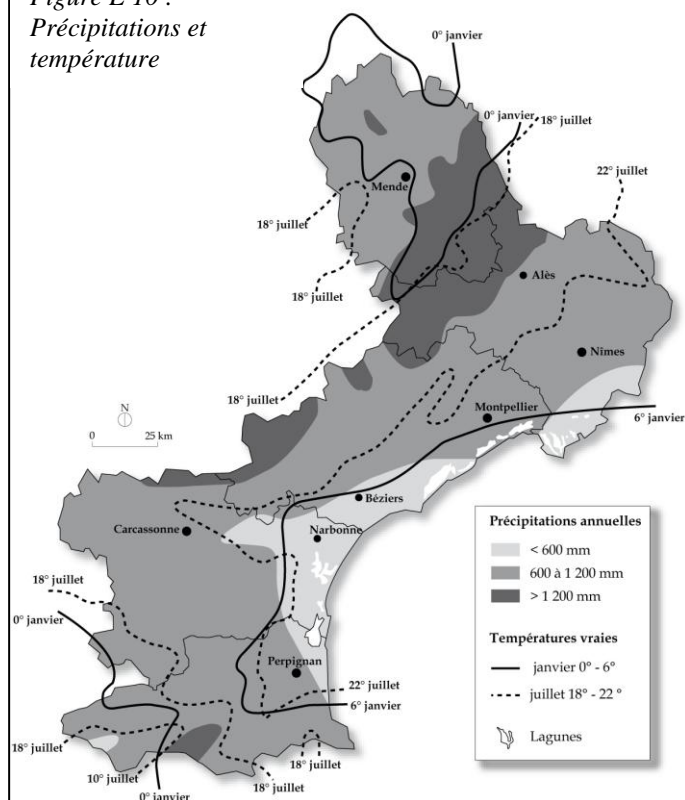 Figure E 10 :
Précipitations et
température
0° janvier
0° janvier
18° juillet
22° juillet
Mende
18° juillet
18° juillet
Alès
Nîmes
18° juillet
N
0 25 km
Montpellier
6° janvier
Béziers
Carcassonne
Narbonne
18° juillet
0° janvier
Perpignan
22° juillet
6° janvier
18° juillet
10° juillet
18° juillet
18° juillet
0° janvier
Précipitations annuelles
< 600 mm
600 à 1 200 mm
> 1 200 mm
Températures vraies
janvier 0° - 6°
juillet 18° - 22 °
Lagunes